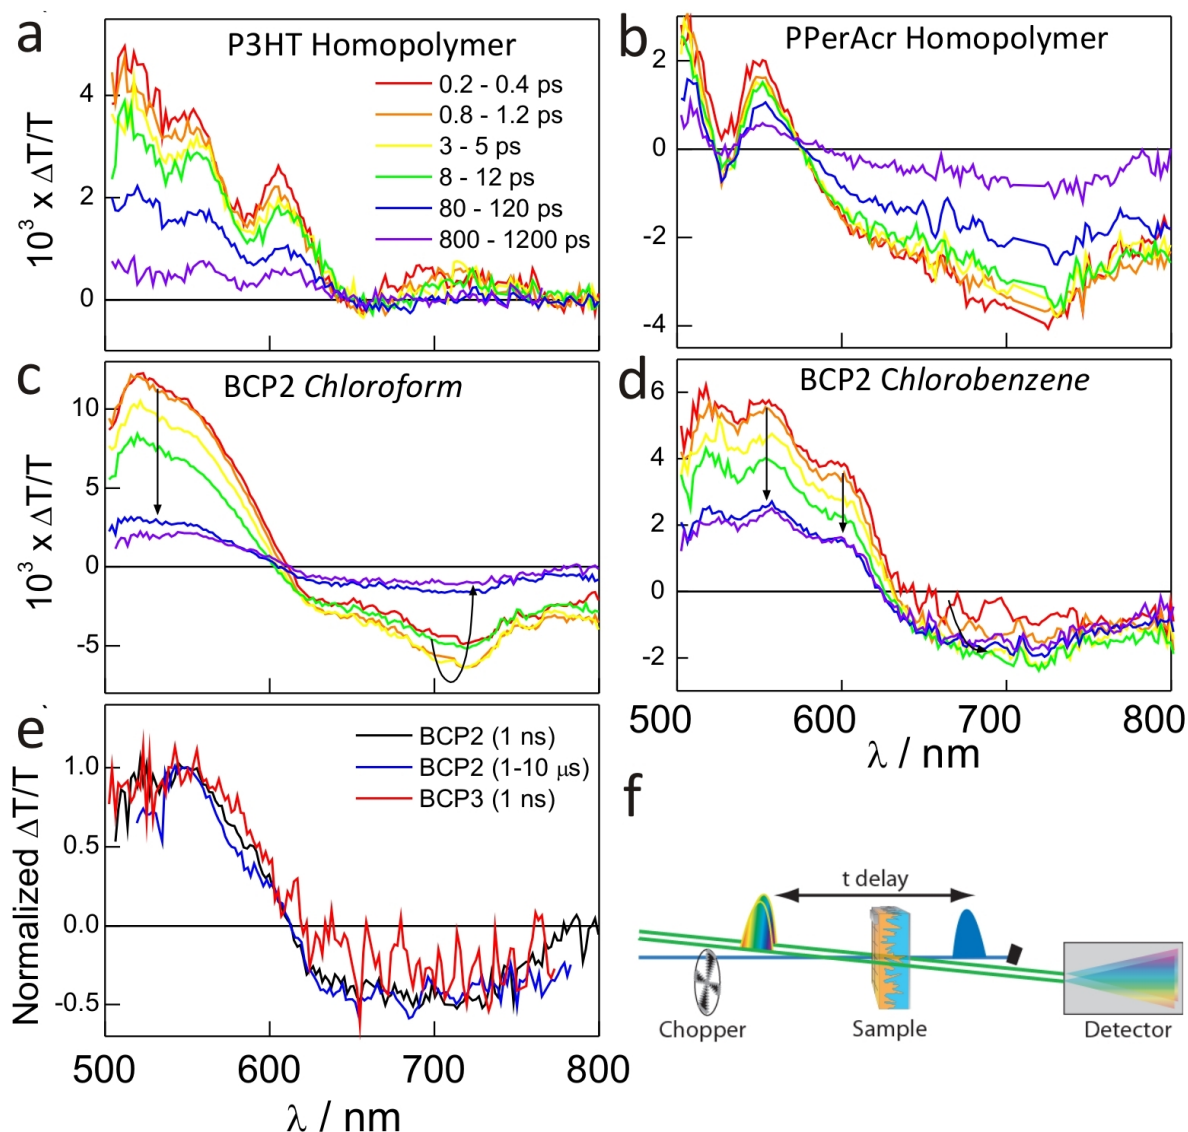 a
P3HT Homopolymer
0.2 - 0.4 ps
0.8 - 1.2 ps
3 - 5 ps
8 - 12 ps
80 - 120 ps
800 - 1200 ps
10³ x ΔT/T
4
2
0
b
PPerAcr Homopolymer
2
0
-2
-4
c
BCP2 Chloroform
10³ x ΔT/T
10
5
0
-5
d
BCP2 Chlorobenzene
6
4
2
0
-2
500
600
700
800
λ / nm
e
BCP2 (1 ns)
BCP2 (1-10 μs)
BCP3 (1 ns)
Normalized ΔT/T
1.0
0.5
0.0
-0.5
500
600
700
800
λ / nm
f
t delay
Chopper
Sample
Detector